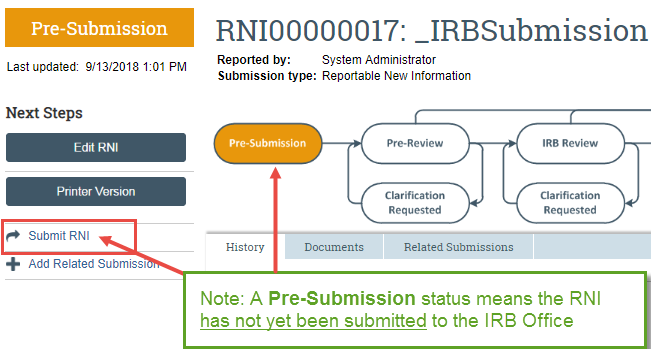 Pre-Submission
Last updated: 9/13/2018 1:01 PM
Next Steps
Edit RNI
Printer Version
Submit RNI
Add Related Submission
RNI00000017: _IRBSubmission
Reported by: System Administrator
Submission type: Reportable New Information
Pre-Submission
Pre-Review
IRB Review
Clarification
Requested
Clarification
Requested
History
Documents
Related Submissions
Note: A Pre-Submission status means the RNI
has not yet been submitted to the IRB Office